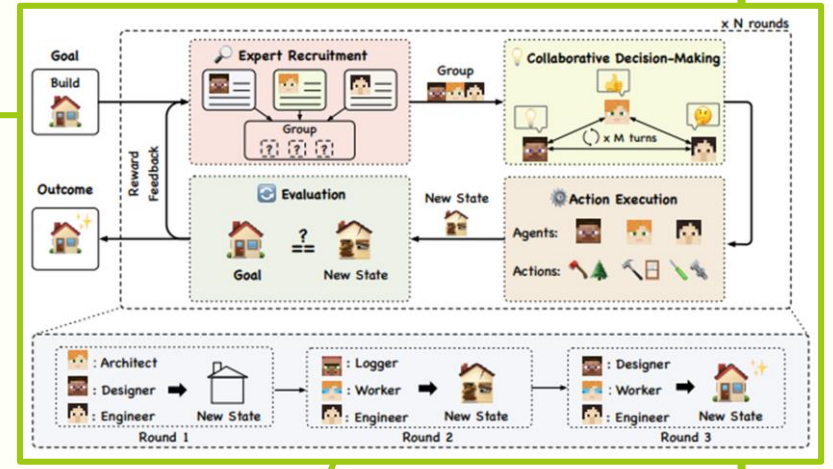 x N rounds
Goal
Build
Expert Recruitment
Group
? ? ?
Group
Collaborative Decision-Making
x M turns
Reward
Feedback
Outcome
Evaluation
?
==
Goal
New State
New State
Action Execution
Agents:
Actions:
: Architect
: Designer
: Engineer
New State
Round 1
: Logger
: Worker
: Engineer
New State
Round 2
: Designer
: Worker
: Engineer
New State
Round 3